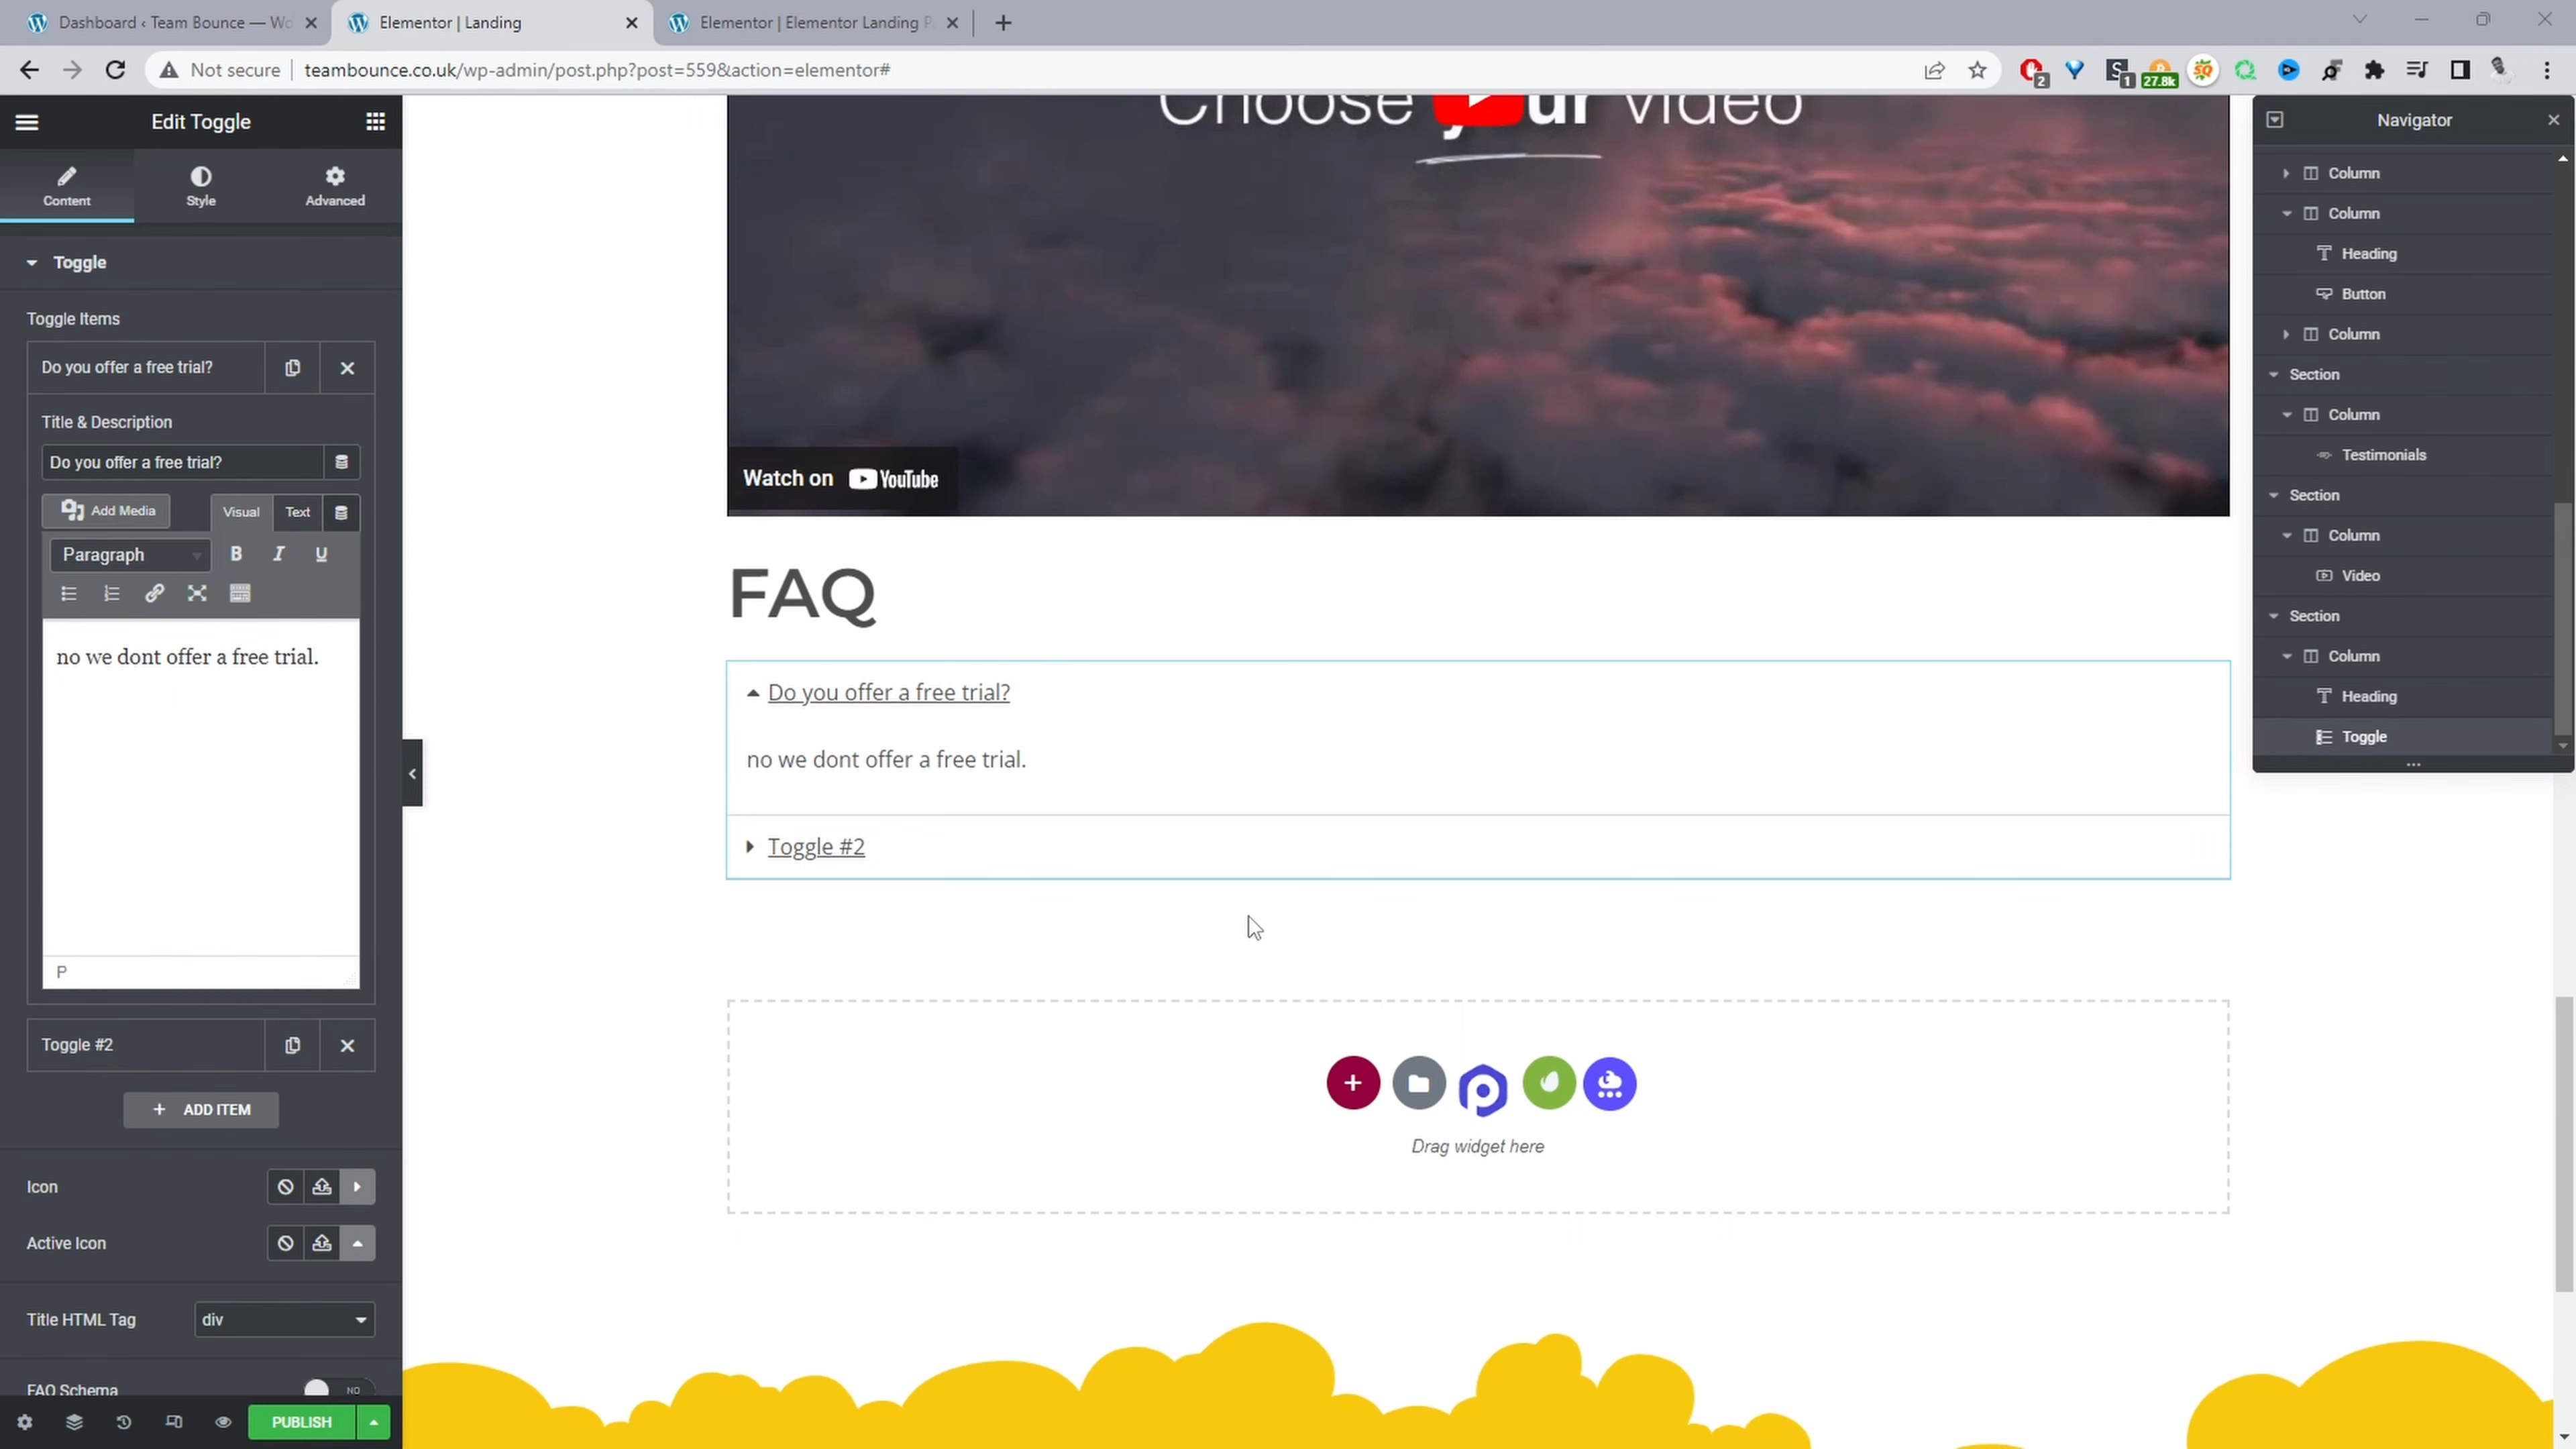 Dashboard ‹ Team Bounce — Wo
Elementor | Landing
Elementor | Elementor Landing P
Not secure
teambounce.co.uk/wp-admin/post.php?post=559&action=elementor#
2
1
27.8k
Edit Toggle
Content
Style
Advanced
Toggle
Toggle Items
Do you offer a free trial?
Title & Description
Do you offer a free trial?
Add Media
Visual
Text
Paragraph
B
I
U
no we dont offer a free trial.
P
Toggle #2
+ ADD ITEM
Icon
Active Icon
Title HTML Tag
div
FAQ Schema
NO
PUBLISH
Choose your video
Watch on YouTube
FAQ
Do you offer a free trial?
no we dont offer a free trial.
Toggle #2
Drag widget here
Navigator
Column
Column
Heading
Button
Column
Section
Column
Testimonials
Section
Column
Video
Section
Column
Heading
Toggle